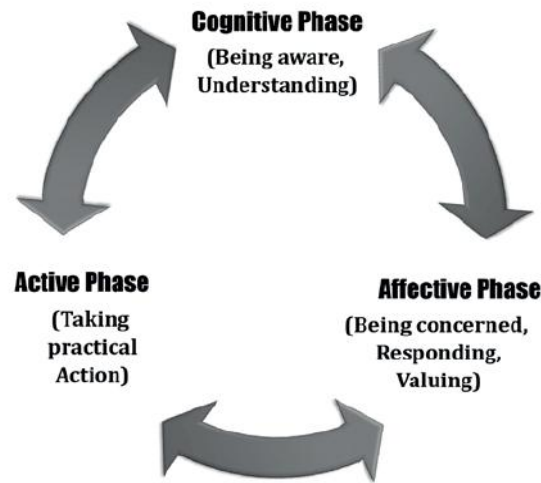 Cognitive Phase
(Being aware,
Understanding)
Active Phase
(Taking
practical
Action)
Affective Phase
(Being concerned,
Responding,
Valuing)